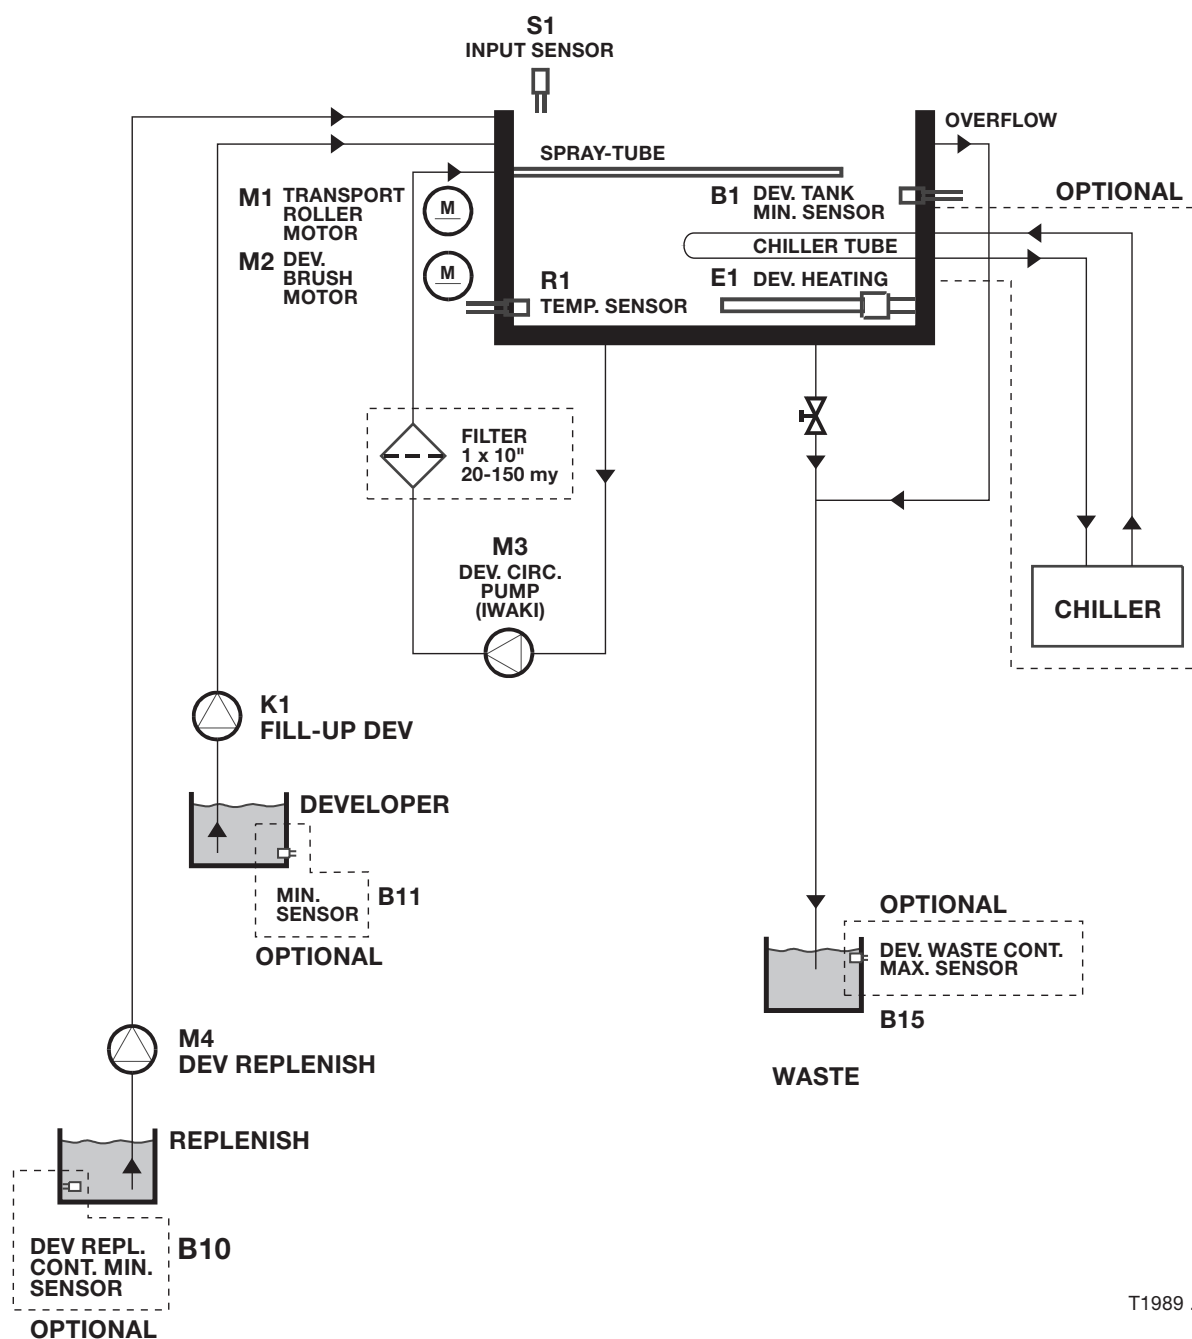 S1
INPUT SENSOR
OVERFLOW
SPRAY-TUBE
M1 TRANSPORT
ROLLER
MOTOR
M
B1 DEV. TANK
MIN. SENSOR
OPTIONAL
M2 DEV.
BRUSH
MOTOR
M
CHILLER TUBE
R1
TEMP. SENSOR
E1 DEV. HEATING
FILTER
1 x 10"
20-150 my
M3
DEV. CIRC.
PUMP
(IWAKI)
CHILLER
K1
FILL-UP DEV
DEVELOPER
MIN.
SENSOR
B11
OPTIONAL
OPTIONAL
DEV. WASTE CONT.
MAX. SENSOR
B15
WASTE
M4
DEV REPLENISH
REPLENISH
DEV REPL.
CONT. MIN.
SENSOR
B10
OPTIONAL
T1989 .